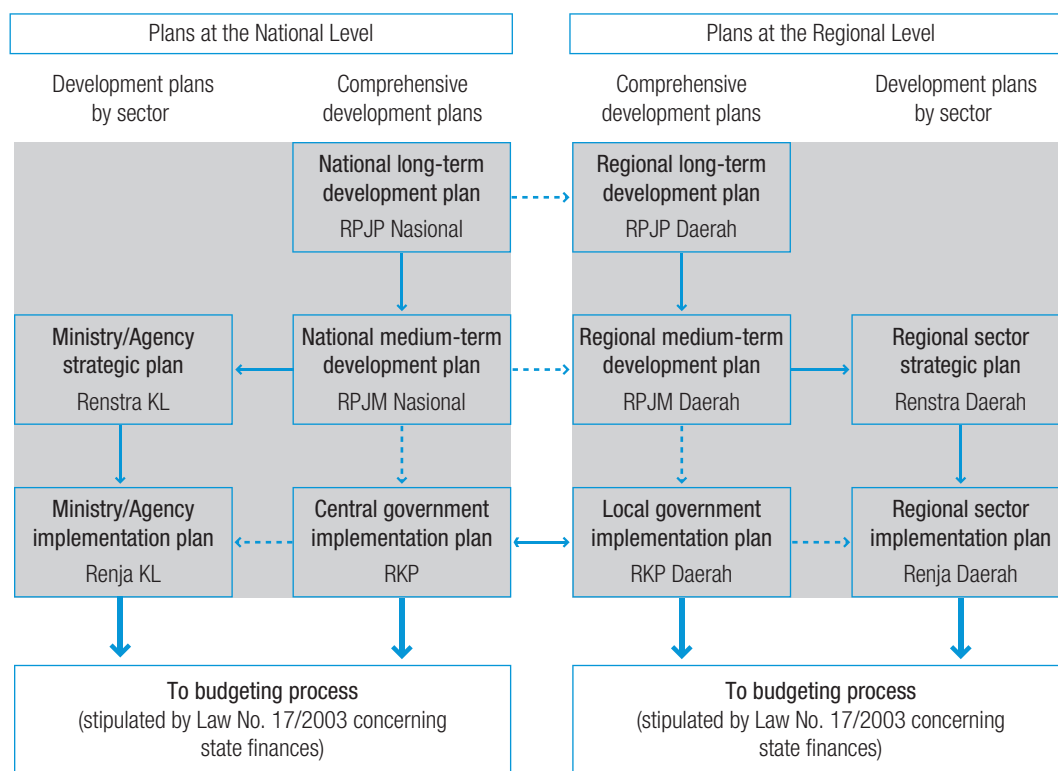 Plans at the National Level
Plans at the Regional Level
Development plans
by sector
Comprehensive
development plans
Comprehensive
development plans
Development plans
by sector
National long-term
development plan
RPJP Nasional
Regional long-term
development plan
RPJP Daerah
Ministry/Agency
strategic plan
Renstra KL
National medium-term
development plan
RPJM Nasional
Regional medium-term
development plan
RPJM Daerah
Regional sector
strategic plan
Renstra Daerah
Ministry/Agency
implementation plan
Renja KL
Central government
implementation plan
RKP
Local government
implementation plan
RKP Daerah
Regional sector
implementation plan
Renja Daerah
To budgeting process
(stipulated by Law No. 17/2003 concerning
state finances)
To budgeting process
(stipulated by Law No. 17/2003 concerning
state finances)